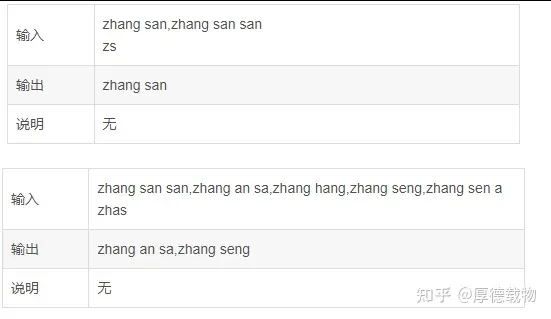 输入 zhang san,zhang san san
zs
输出 zhang san
说明 无
输入 zhang san san,zhang an sa,zhang hang,zhang seng,zhang sen a
zhas
输出 zhang an sa,zhang seng
说明 无
知乎 @厚德载物